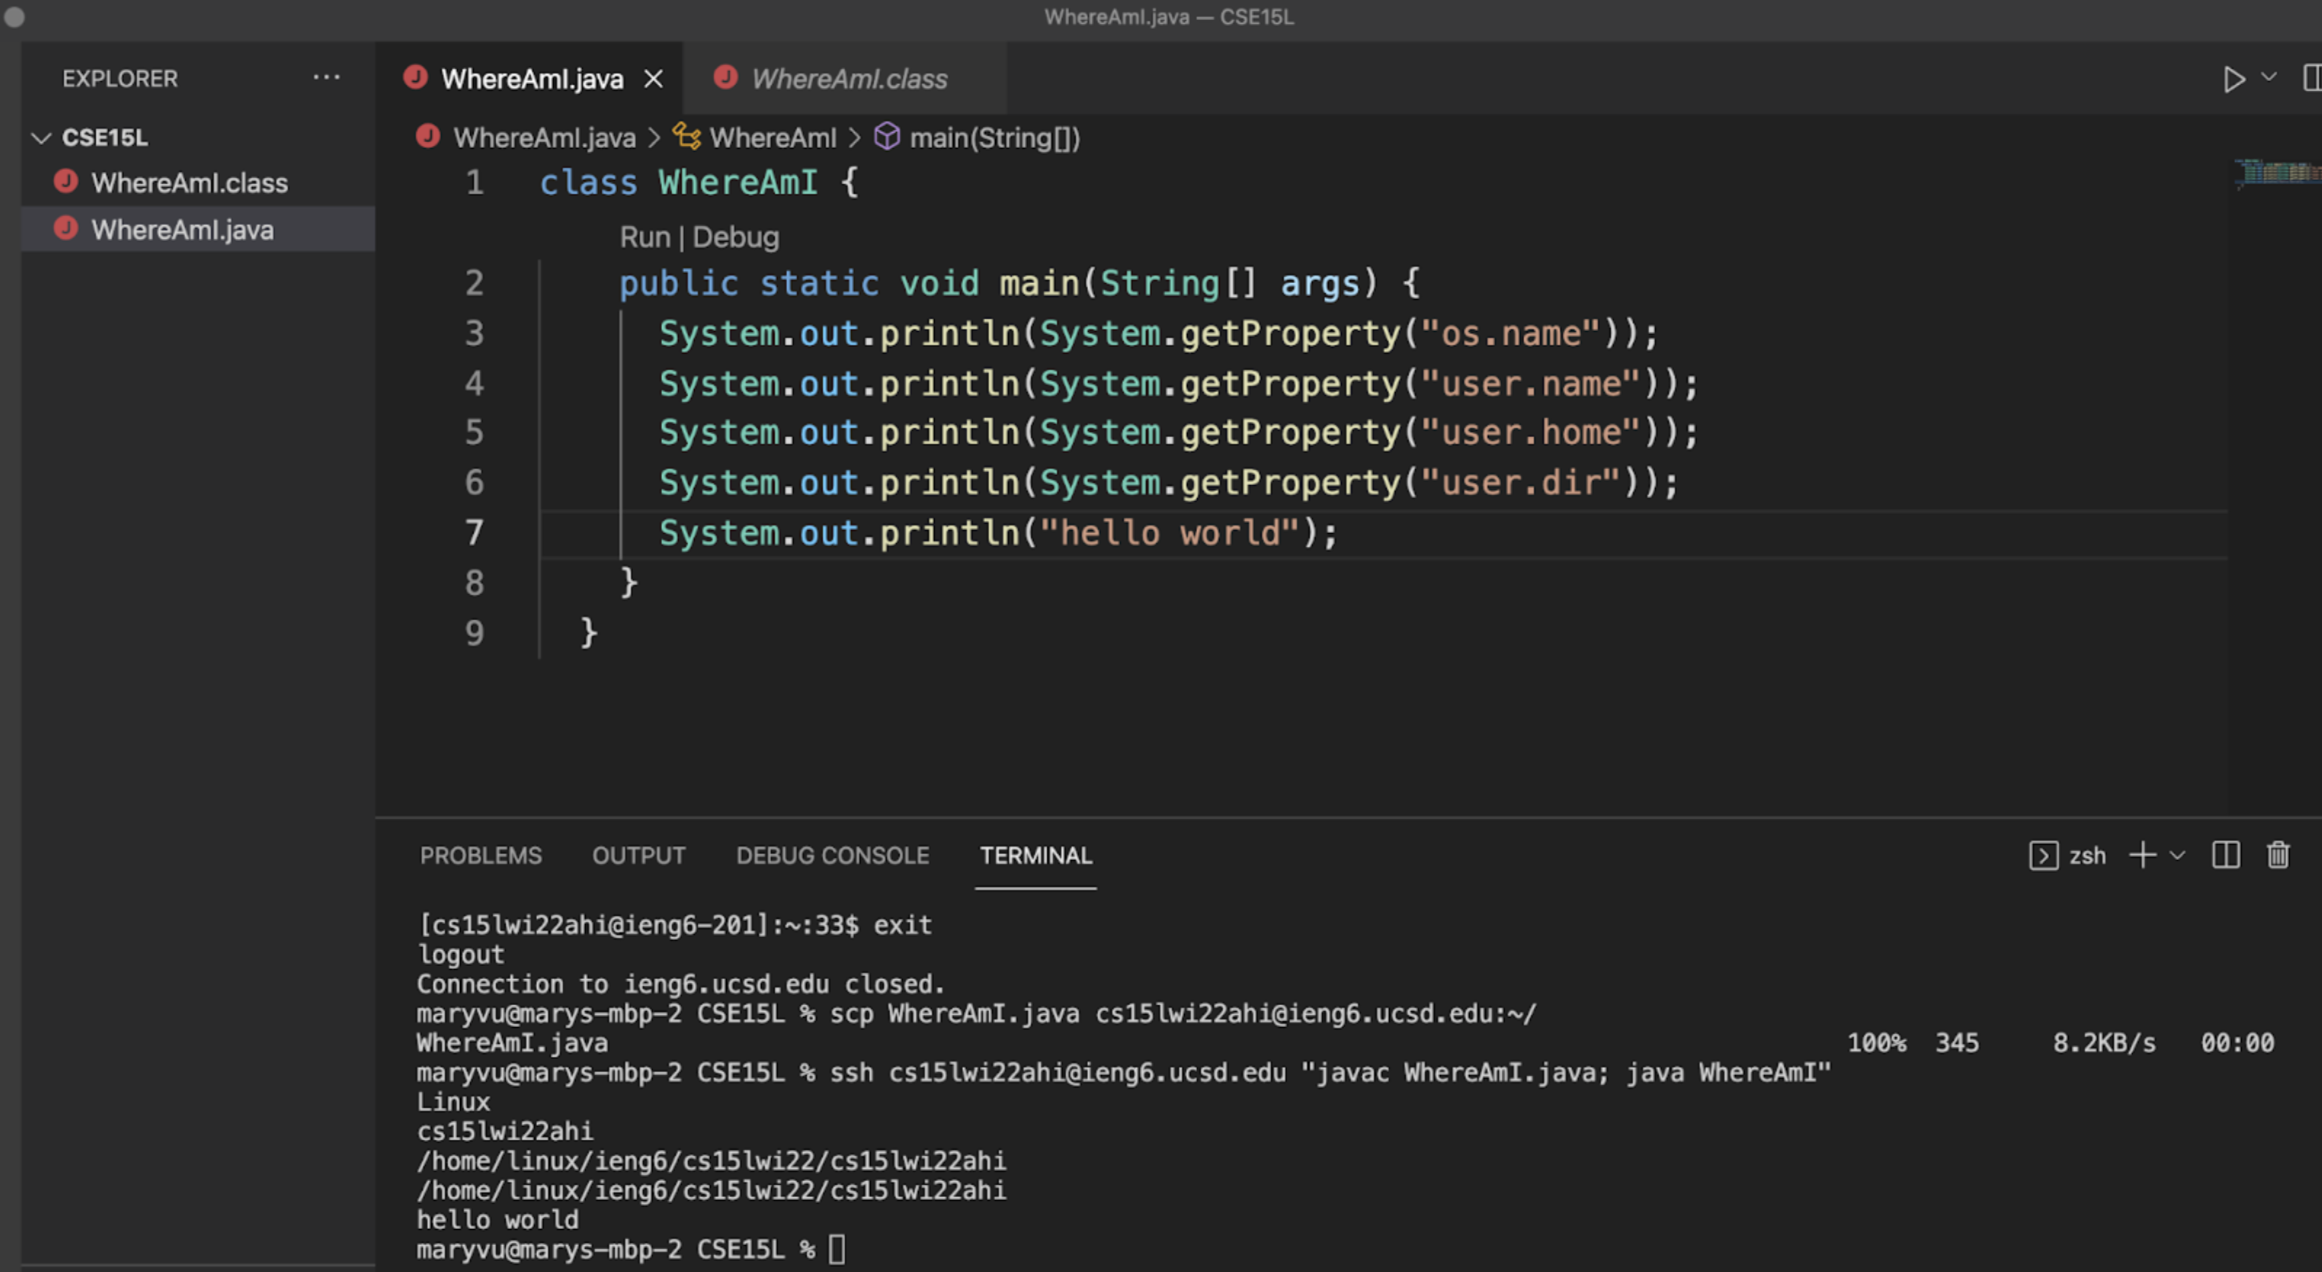 WhereAmI.java — CSE15L
EXPLORER
CSE15L
WhereAmI.class
WhereAmI.java
WhereAmI.java WhereAmI.class
WhereAmI.java > WhereAmI > main(String[])
1 class WhereAmI {
Run | Debug
2 public static void main(String[] args) {
3 System.out.println(System.getProperty("os.name"));
4 System.out.println(System.getProperty("user.name"));
5 System.out.println(System.getProperty("user.home"));
6 System.out.println(System.getProperty("user.dir"));
7 System.out.println("hello world");
8 }
9 }
PROBLEMS OUTPUT DEBUG CONSOLE TERMINAL zsh
[cs15lwi22ahi@ieng6-201]:~:33$ exit
logout
Connection to ieng6.ucsd.edu closed.
maryvu@marys-mbp-2 CSE15L % scp WhereAmI.java cs15lwi22ahi@ieng6.ucsd.edu:~/
WhereAmI.java 100% 345 8.2KB/s 00:00
maryvu@marys-mbp-2 CSE15L % ssh cs15lwi22ahi@ieng6.ucsd.edu "javac WhereAmI.java; java WhereAmI"
Linux
cs15lwi22ahi
/home/linux/ieng6/cs15lwi22/cs15lwi22ahi
/home/linux/ieng6/cs15lwi22/cs15lwi22ahi
hello world
maryvu@marys-mbp-2 CSE15L %